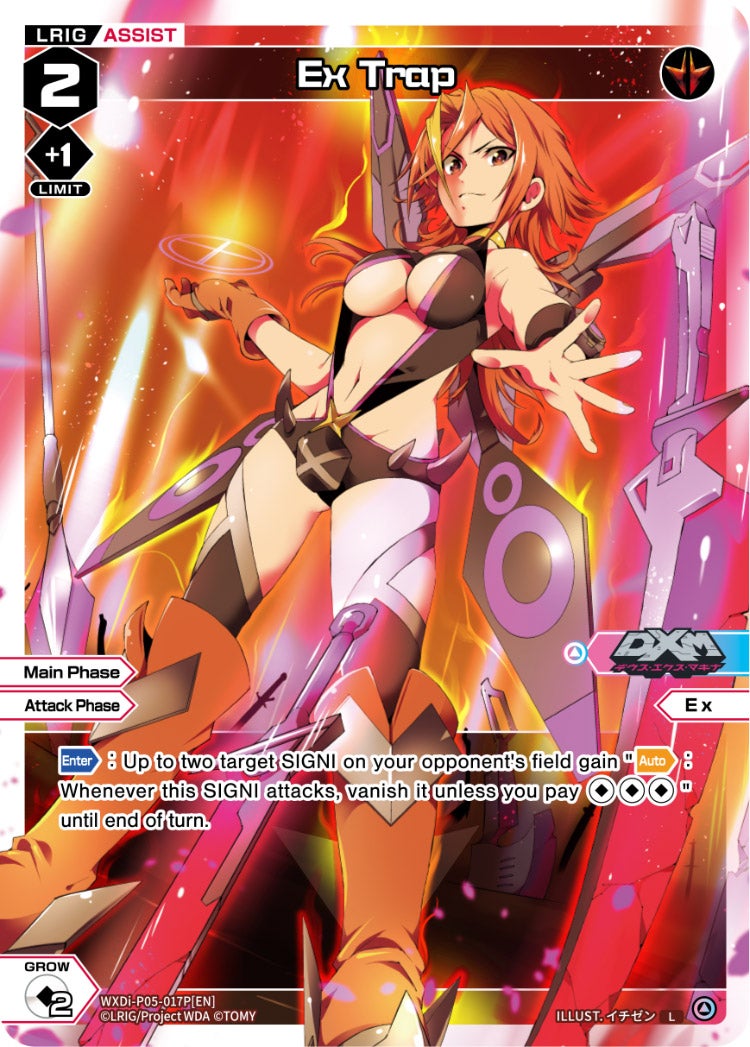 LRIG ASSIST
Ex Trap
2
+1
LIMIT
DXM
デウス・エクス・マキナ
Main Phase
Attack Phase
Ex
Enter : Up to two target SIGNI on your opponent's field gain "Auto :
Whenever this SIGNI attacks, vanish it unless you pay ◆◆◆"
until end of turn.
GROW
2
WXDi-P05-017P[EN]
©LRIG/Project WDA ©TOMY
ILLUST. イチゼン L